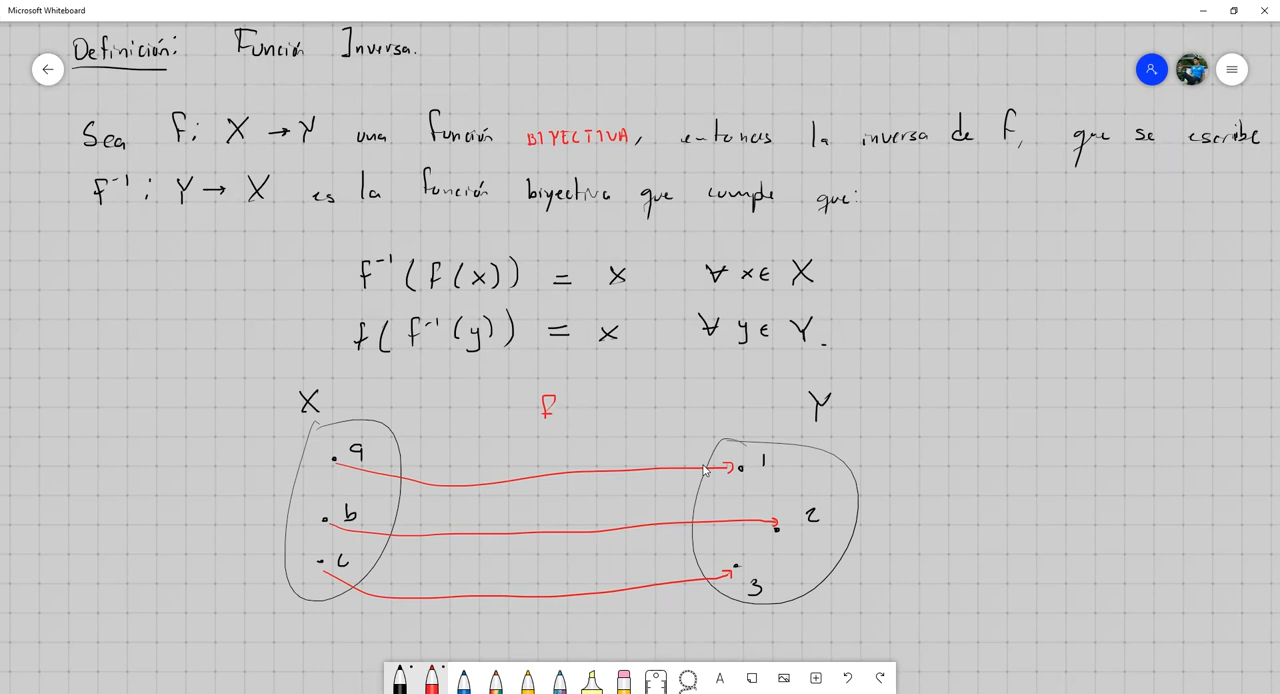 Microsoft Whiteboard
Definición: Función Inversa.
Sea f: X → Y una función BIYECTIVA, entonces la inversa de f, que se escribe
f⁻¹: Y → X es la función biyectiva que cumple que:
f⁻¹(f(x)) = x ∀ x ∈ X
f(f⁻¹(y)) = x ∀ y ∈ Y.
X f Y
a 1
b 2
c 3
A